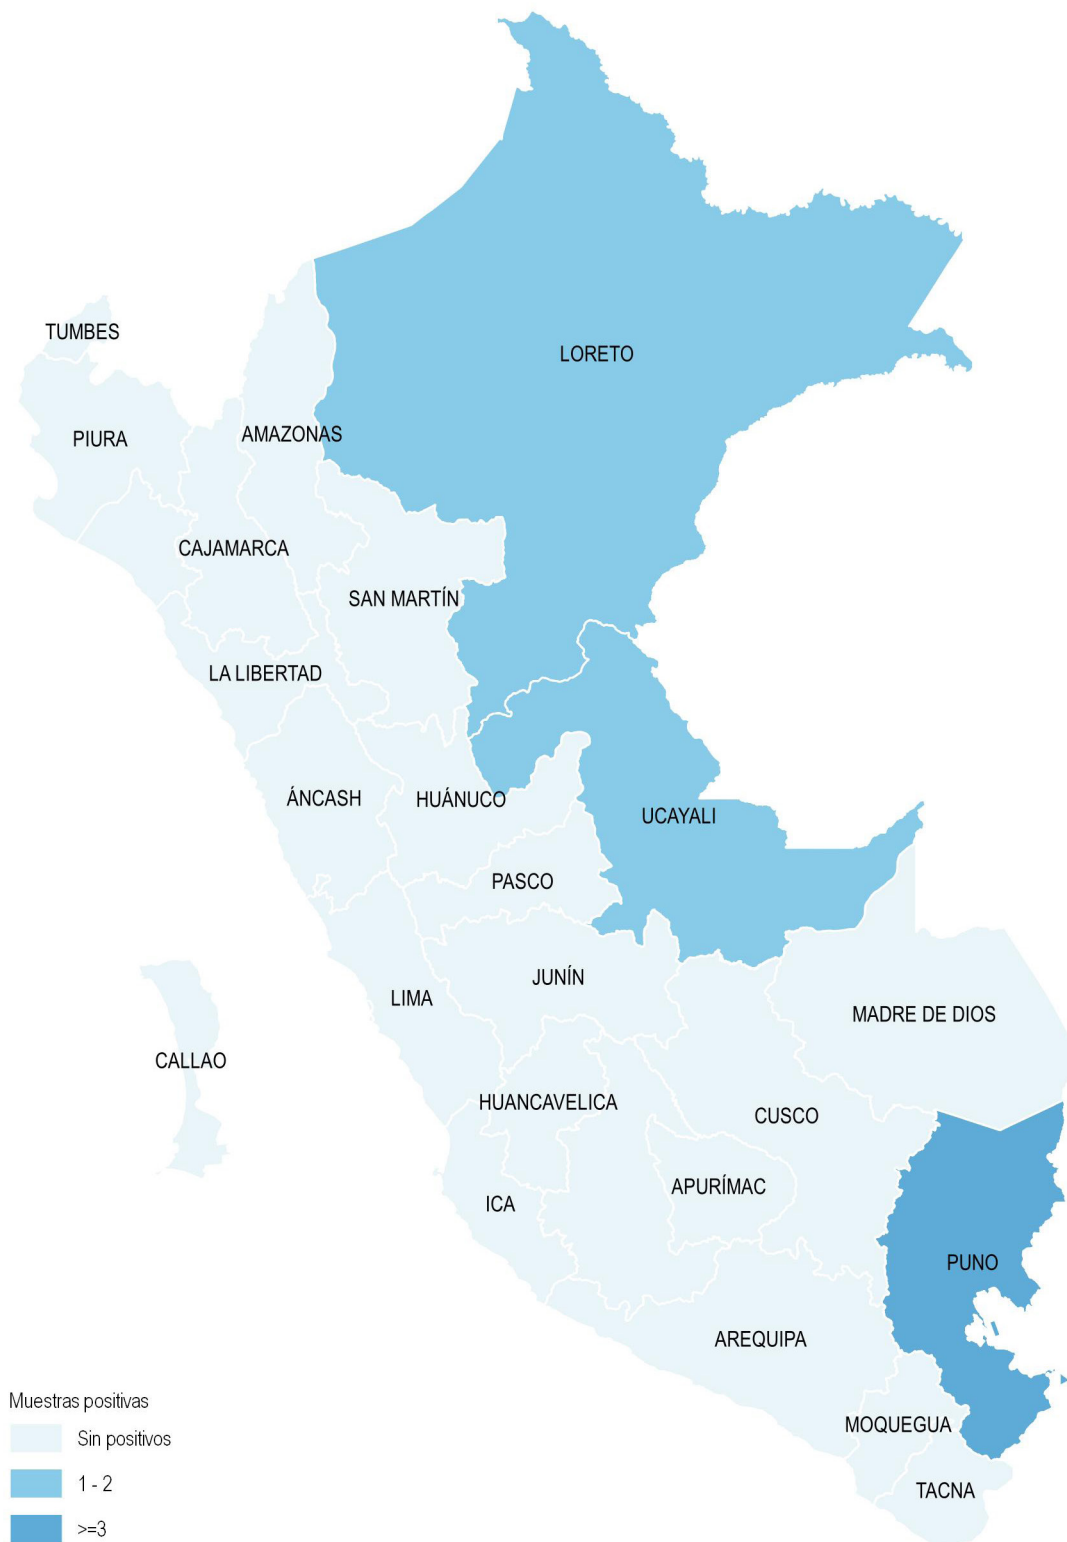 TUMBES
LORETO
PIURA
AMAZONAS
CAJAMARCA
SAN MARTÍN
LA LIBERTAD
ÁNCASH
HUÁNUCO
UCAYALI
PASCO
JUNÍN
LIMA
MADRE DE DIOS
CALLAO
HUANCAVELICA
CUSCO
APURÍMAC
ICA
PUNO
AREQUIPA
MOQUEGUA
TACNA
Muestras positivas
Sin positivos
1 - 2
>=3